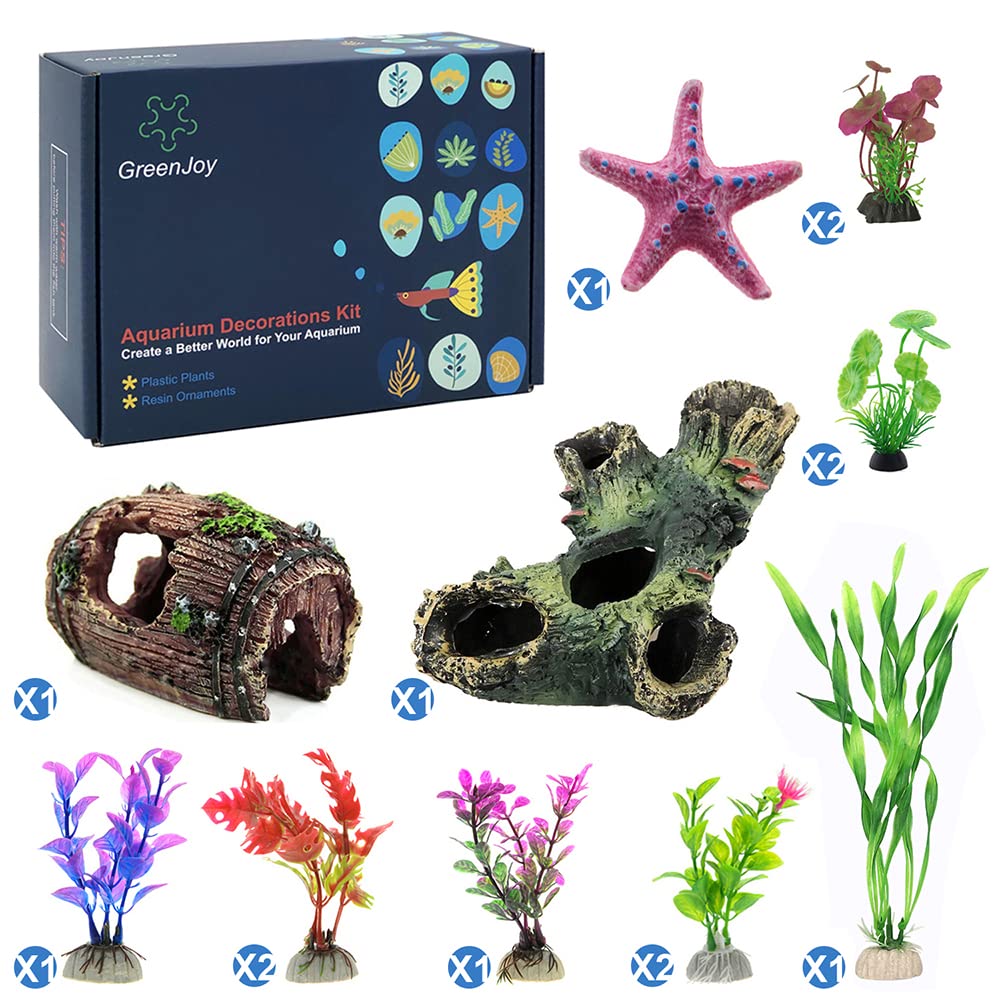 GreenJoy
TIPS:
Aquarium Decorations Kit
Create a Better World for Your Aquarium
* Plastic Plants
* Resin Ornaments
X1
X2
X2
X1
X1
X1
X2
X1
X2
X1